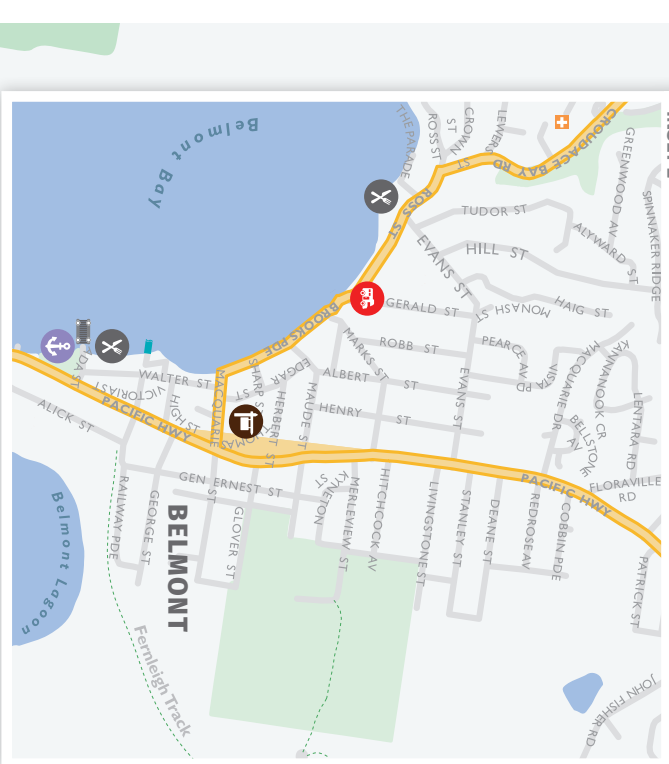 Belmont Bay
THE PARADE
ROSS ST
CROWN
ST
LEWERS
ST
CROUDACE BAY RD
GREENWOOD AV
SPINNAKER RIDGE
ROSS ST
TUDOR ST
ALYWARD ST
EVANS ST
HILL ST
GERALD ST
MONASH ST
HAIG ST
BROOKS PDE
MARKS ST
ROBB ST
PEARCE AV
VISTA
PD
MACQUARIE DR
MACQUARIE
KANNANOOK CR
BELLSTONE
AV
LENTARA RD
EDGAR
ST
ALBERT ST
EVANS ST
SHARP ST
HERBERT ST
MAUDE ST
HENRY ST
THOMAS
MACQUARIE
ST
WALTER ST
VICTORIA ST
HIGH ST
ADA ST
PACIFIC HWY
ALICK ST
GEN ERNEST ST
KYNETON
MERLEVIEW ST
HITCHCOCK AV
LIVINGSTONE ST
STANLEY ST
DEANE ST
REDROSE AV
COBBIN PDE
PACIFIC HWY
FLORAVILLE
RD
PATRICK ST
RAILWAY PDE
GEORGE ST
GLOVER ST
BELMONT
Belmont Lagoon
Fernleigh Track
JOHN FISHER
RD